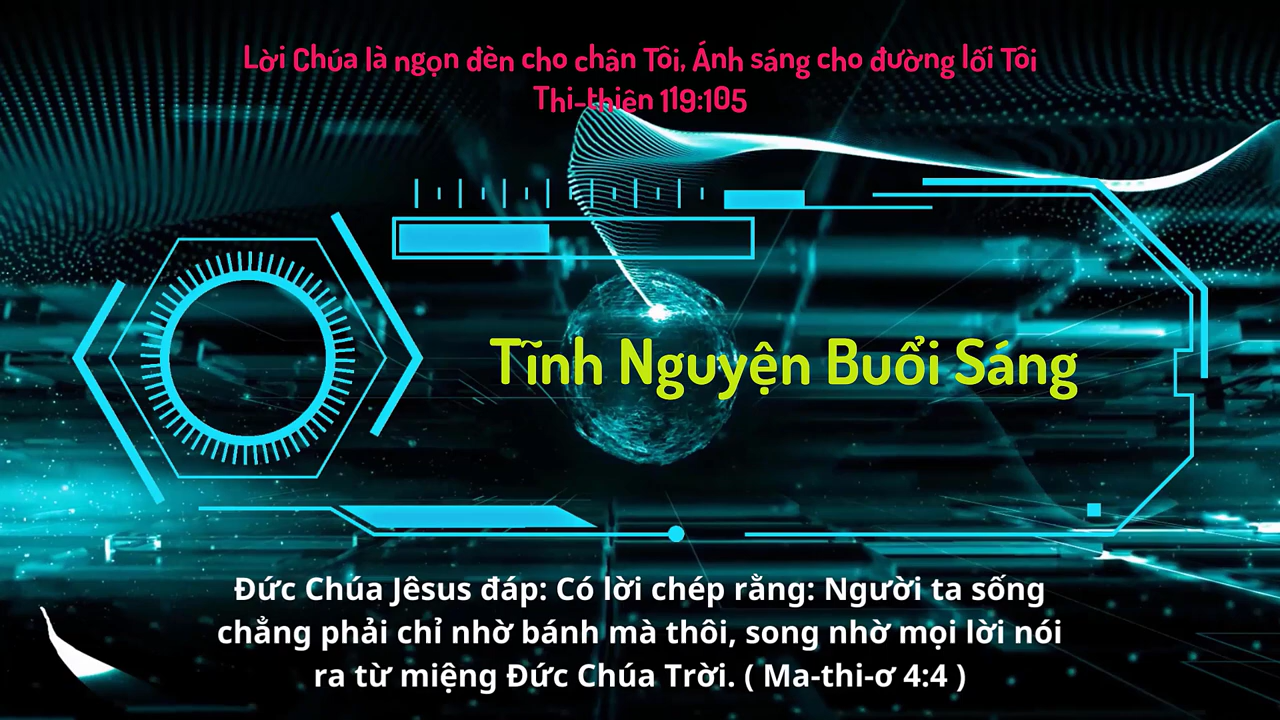 Lời Chúa là ngọn đèn cho chân Tôi, Ánh sáng cho đường lối Tôi
Thi-thiên 119:105
Tĩnh Nguyện Buổi Sáng
Đức Chúa Jêsus đáp: Có lời chép rằng: Người ta sống
chẳng phải chỉ nhờ bánh mà thôi, song nhờ mọi lời nói
ra từ miệng Đức Chúa Trời. ( Ma-thi-ơ 4:4 )